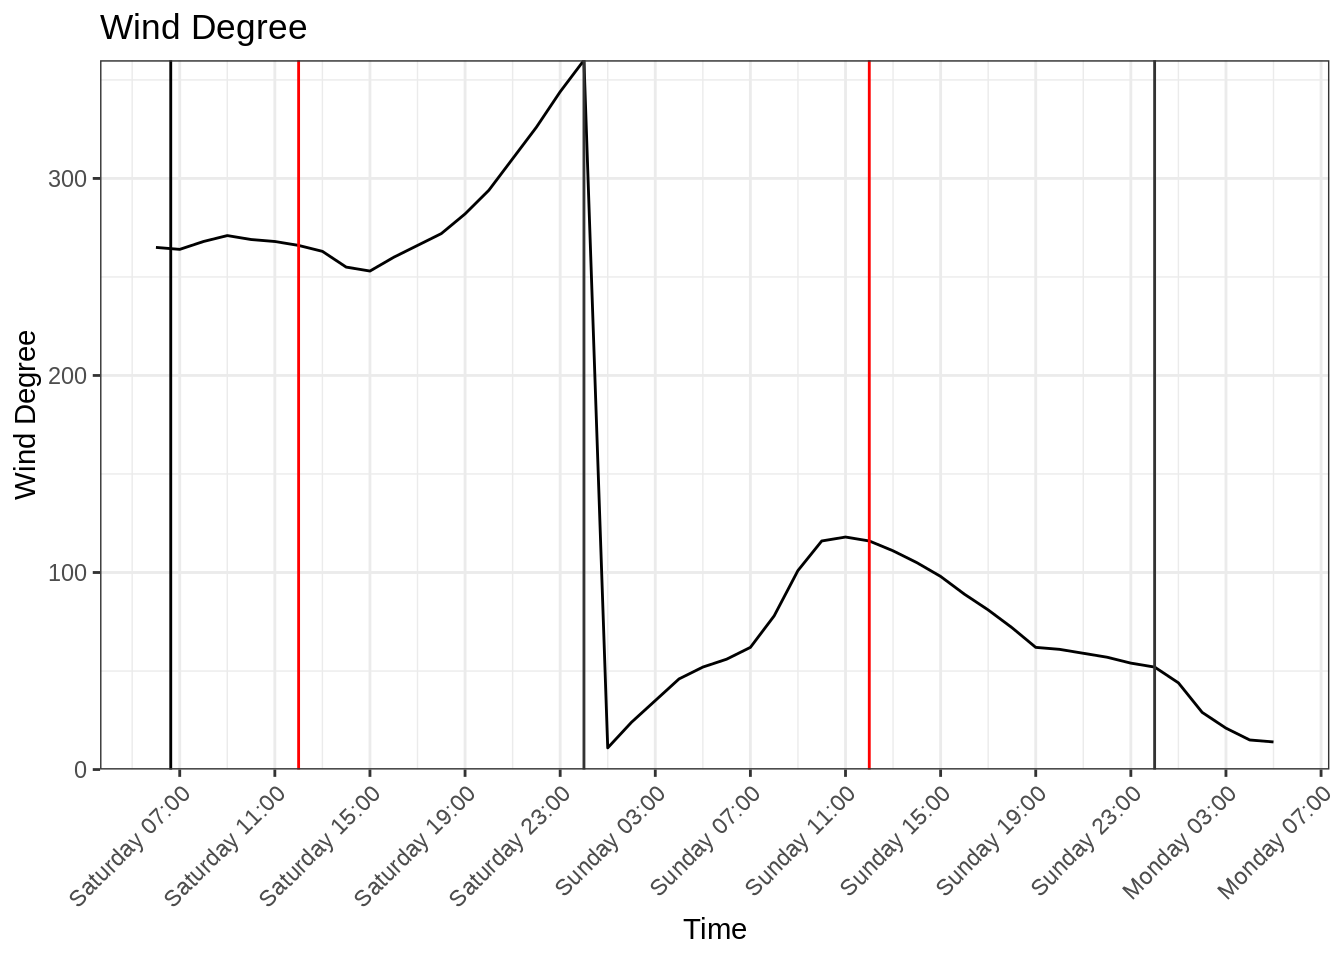 Wind Degree
Wind Degree
300
200
100
0
Saturday 07:00
Saturday 11:00
Saturday 15:00
Saturday 19:00
Saturday 23:00
Sunday 03:00
Sunday 07:00
Sunday 11:00
Sunday 15:00
Sunday 19:00
Sunday 23:00
Monday 03:00
Monday 07:00
Time